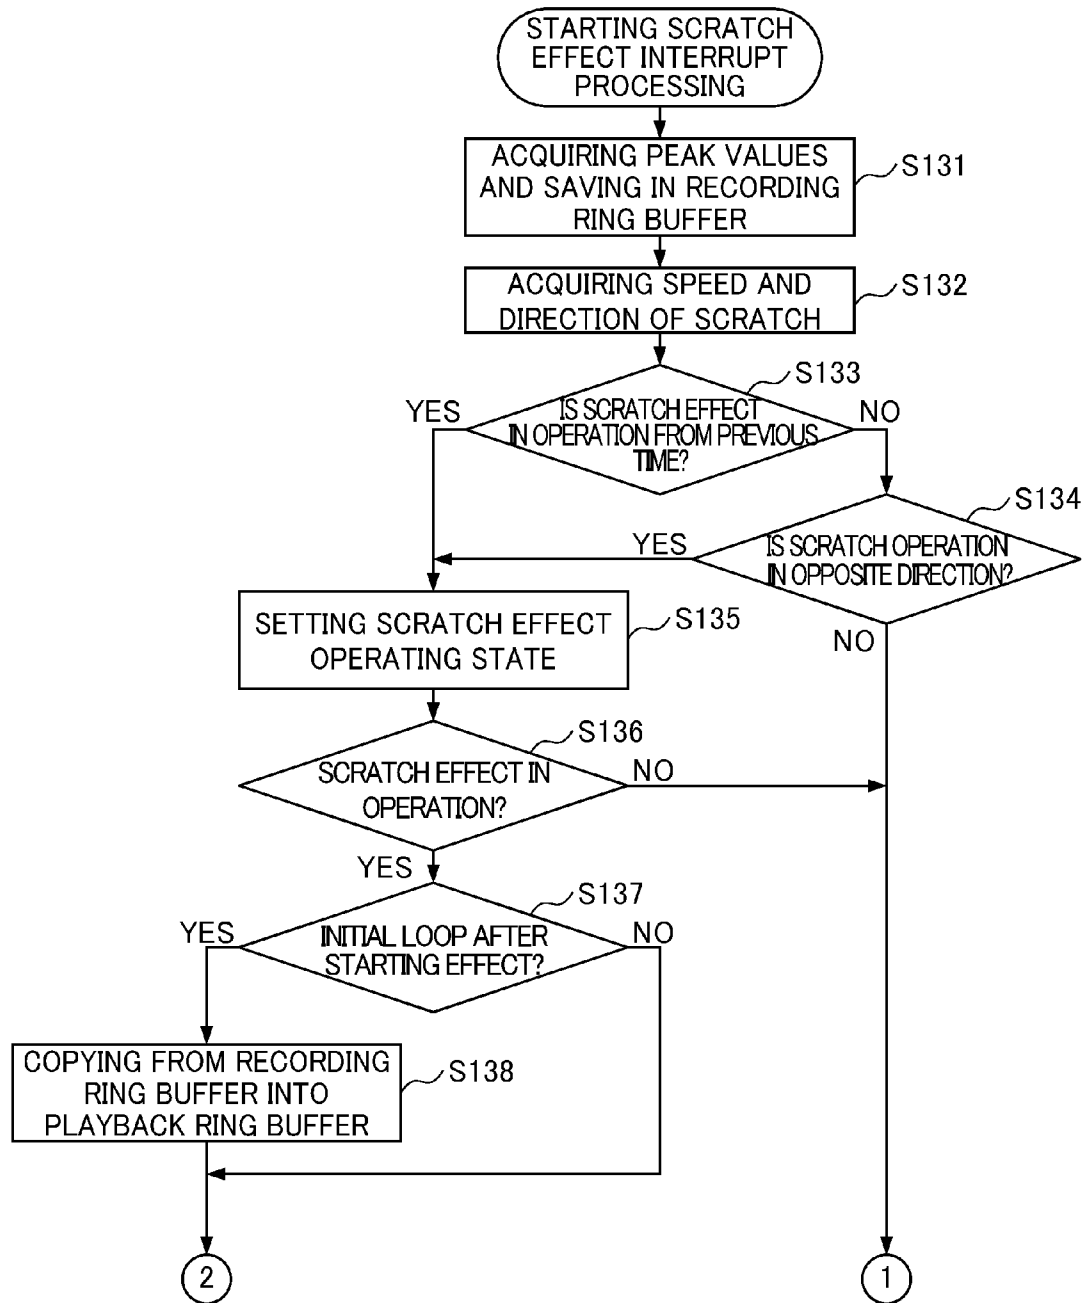 STARTING SCRATCH
EFFECT INTERRUPT
PROCESSING
ACQUIRING PEAK VALUES
AND SAVING IN RECORDING
RING BUFFER
S131
ACQUIRING SPEED AND
DIRECTION OF SCRATCH
S132
S133
YES
IS SCRATCH EFFECT
IN OPERATION FROM PREVIOUS
TIME?
NO
S134
YES
IS SCRATCH OPERATION
IN OPPOSITE DIRECTION?
NO
SETTING SCRATCH EFFECT
OPERATING STATE
S135
S136
SCRATCH EFFECT IN
OPERATION?
NO
YES
S137
YES
INITIAL LOOP AFTER
STARTING EFFECT?
NO
COPYING FROM RECORDING
RING BUFFER INTO
PLAYBACK RING BUFFER
S138
2
1